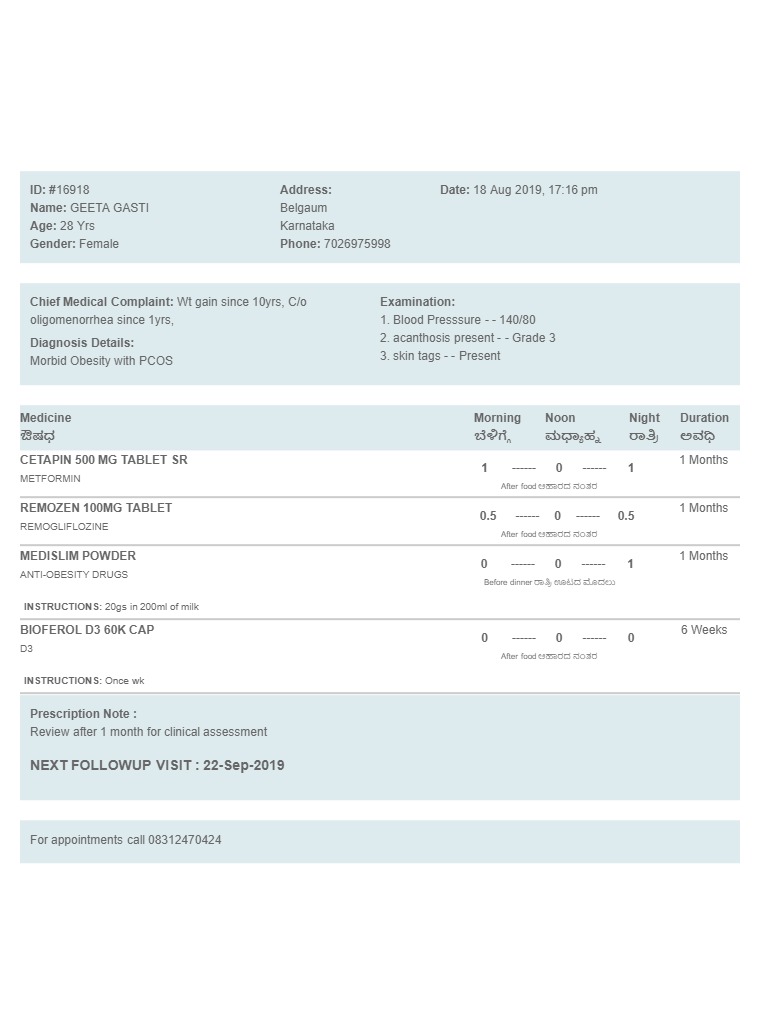 ID: #16918
Name: GEETA GASTI
Age: 28 Yrs
Gender: Female
Address:
Belgaum
Karnataka
Phone: 7026975998
Date: 18 Aug 2019, 17:16 pm
Chief Medical Complaint: Wt gain since 10yrs, C/o
oligomenorrhea since 1yrs,
Diagnosis Details:
Morbid Obesity with PCOS
Examination:
1. Blood Presssure - - 140/80
2. acanthosis present - - Grade 3
3. skin tags - - Present
Medicine Morning Noon Night Duration
ಔಷಧ ಬೆಳಿಗ್ಗೆ ಮಧ್ಯಾಹ್ನ ರಾತ್ರಿ ಅವಧಿ
CETAPIN 500 MG TABLET SR 1 ------ 0 ------ 1 1 Months
METFORMIN After food ಆಹಾರದ ನಂತರ
REMOZEN 100MG TABLET 0.5 ------ 0 ------ 0.5 1 Months
REMOGLIFLOZINE After food ಆಹಾರದ ನಂತರ
MEDISLIM POWDER 0 ------ 0 ------ 1 1 Months
ANTI-OBESITY DRUGS Before dinner ರಾತ್ರಿ ಊಟದ ಮೊದಲು
INSTRUCTIONS: 20gs in 200ml of milk
BIOFEROL D3 60K CAP 0 ------ 0 ------ 0 6 Weeks
D3 After food ಆಹಾರದ ನಂತರ
INSTRUCTIONS: Once wk
Prescription Note :
Review after 1 month for clinical assessment
NEXT FOLLOWUP VISIT : 22-Sep-2019
For appointments call 08312470424